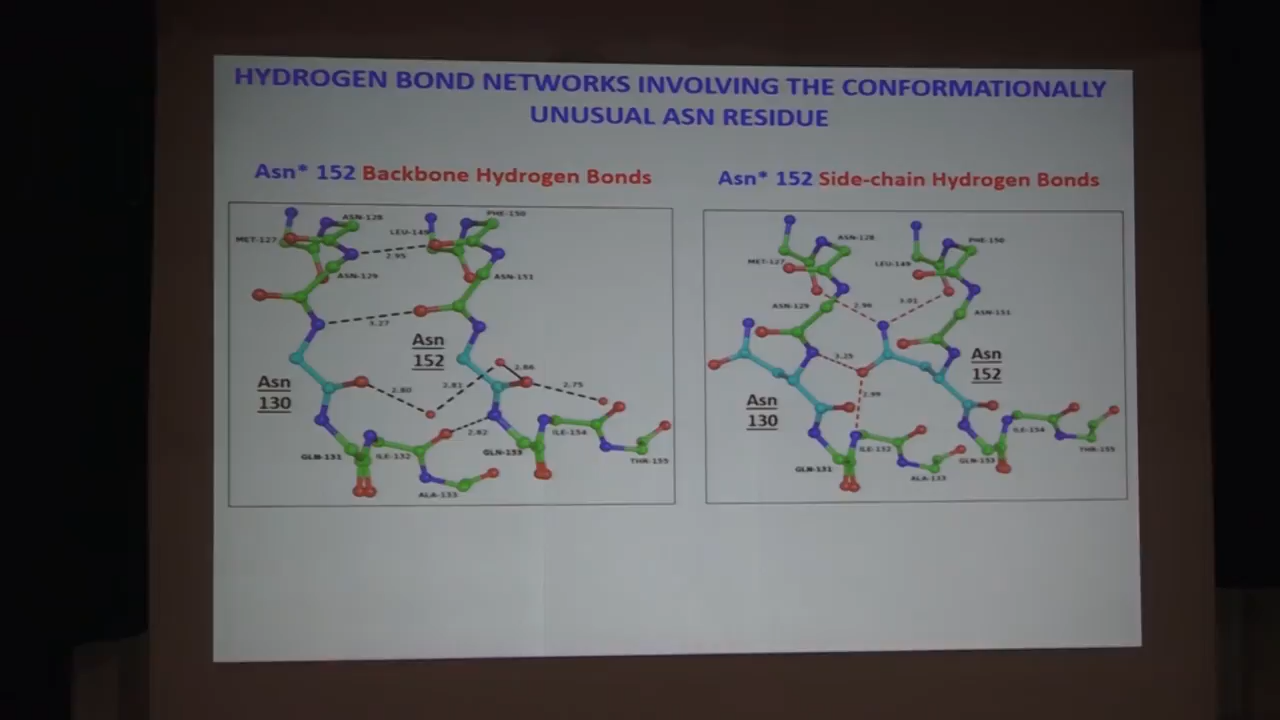 HYDROGEN BOND NETWORKS INVOLVING THE CONFORMATIONALLY
UNUSUAL ASN RESIDUE
Asn* 152 Backbone Hydrogen Bonds
ASN-128
PHE-150
MET-127
LEU-149
2.95
ASN-129
ASN-151
3.27
Asn
152
2.86
Asn
130
2.80
2.81
2.75
2.82
GLN-131
ILE-132
GLN-153
ILE-154
THR-155
ALA-133
Asn* 152 Side-chain Hydrogen Bonds
ASN-128
PHE-150
MET-127
LEU-149
ASN-129
2.96
3.01
ASN-151
3.25
Asn
152
2.99
Asn
130
ILE-132
ILE-154
GLN-131
GLN-153
THR-155
ALA-133